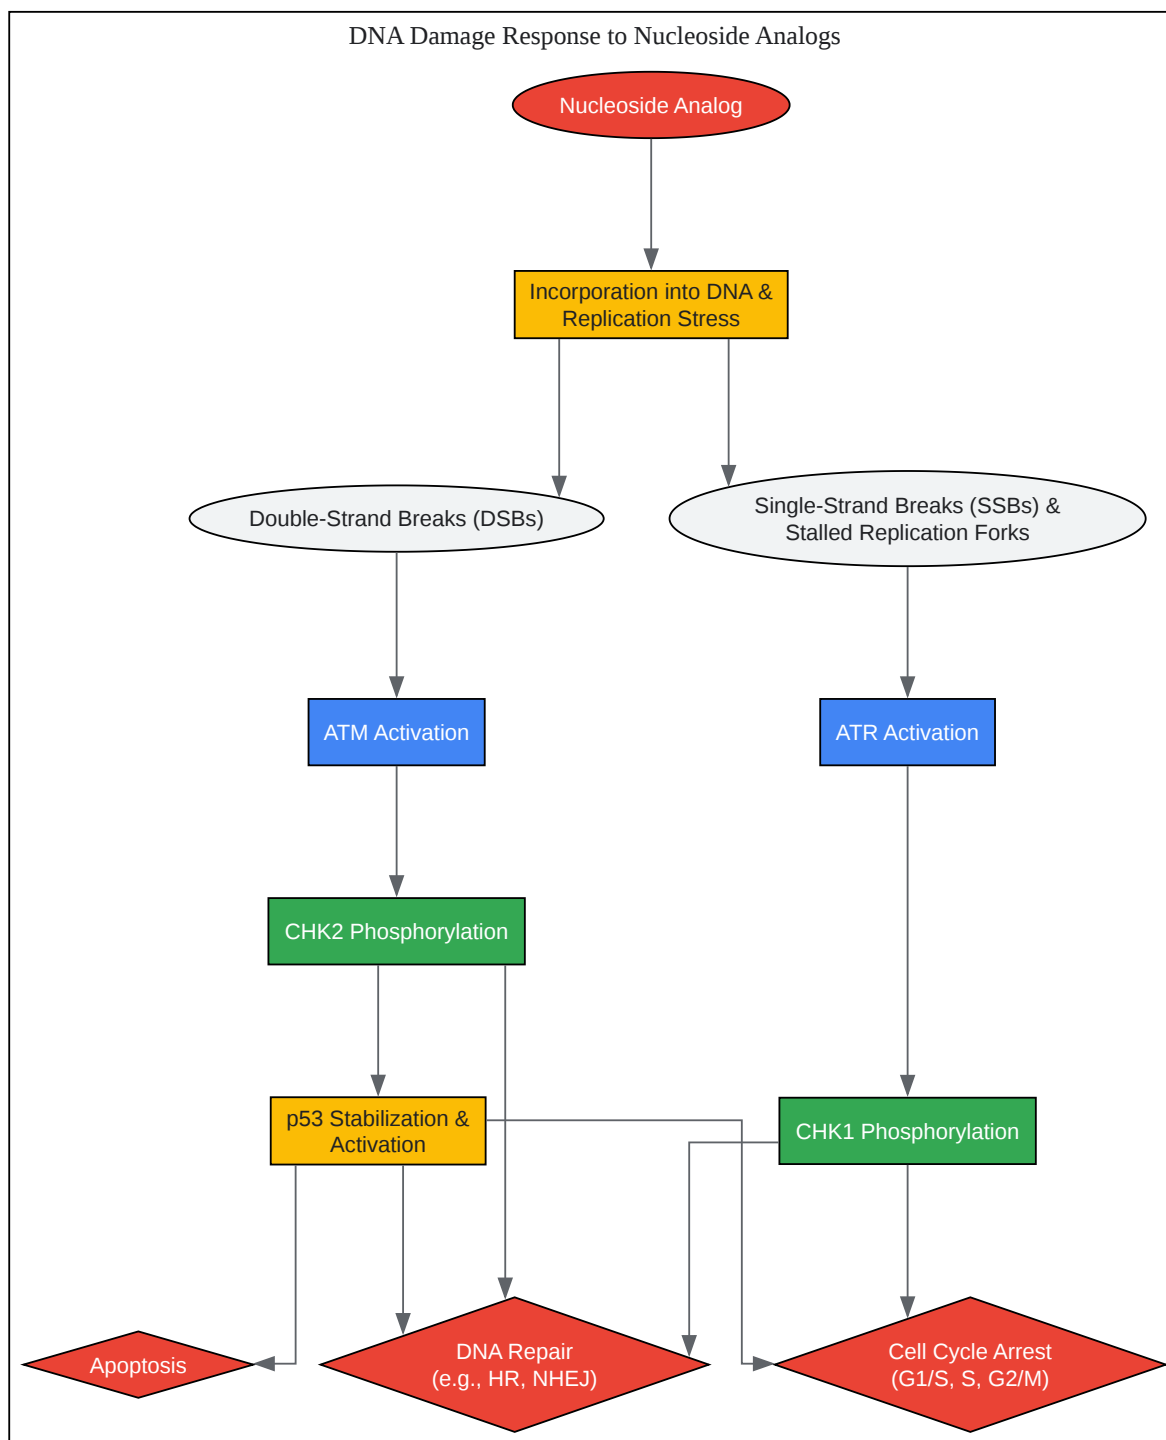 DNA Damage Response to Nucleoside Analogs
Nucleoside Analog
Incorporation into DNA &
Replication Stress
Double-Strand Breaks (DSBs)
Single-Strand Breaks (SSBs) &
Stalled Replication Forks
ATM Activation
ATR Activation
CHK2 Phosphorylation
p53 Stabilization &
Activation
CHK1 Phosphorylation
Apoptosis
DNA Repair
(e.g., HR, NHEJ)
Cell Cycle Arrest
(G1/S, S, G2/M)